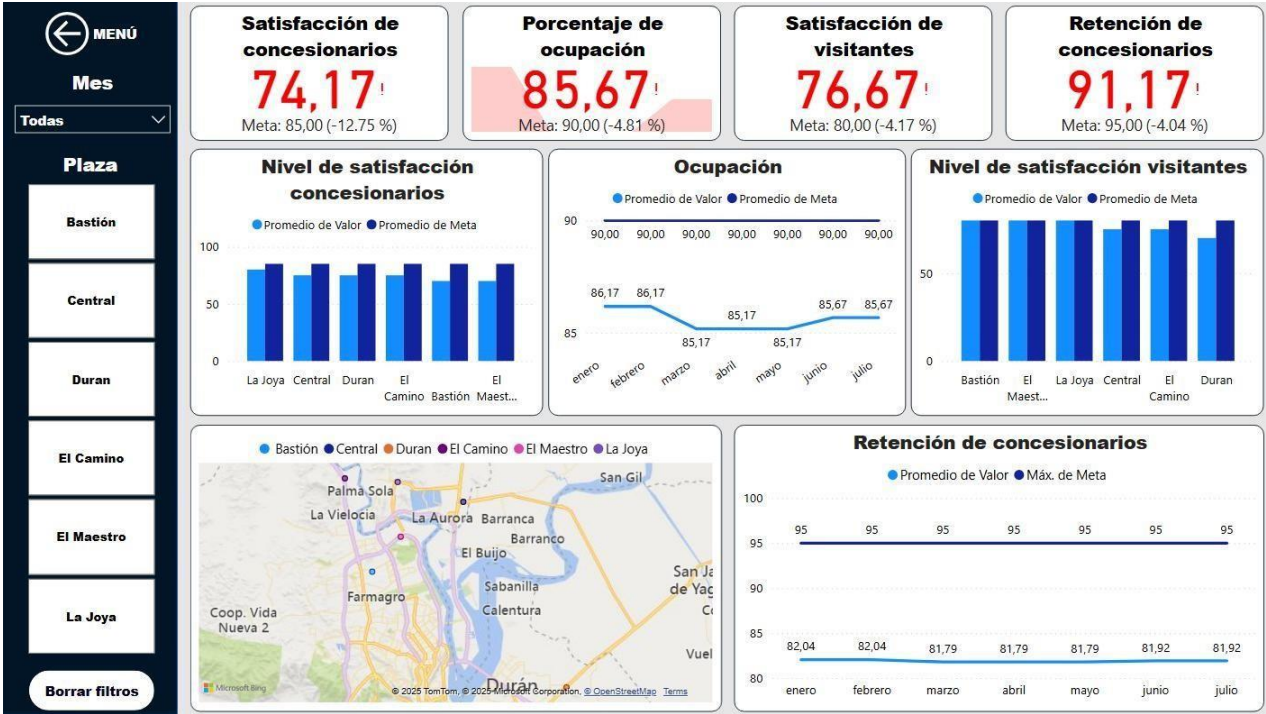 MENÚ
Mes
Todas
Plaza
Bastión
Central
Duran
El Camino
El Maestro
La Joya
Borrar filtros
Satisfacción de
concesionarios
74,17!
Meta: 85,00 (-12.75 %)
Porcentaje de
ocupación
85,67!
Meta: 90,00 (-4.81 %)
Satisfacción de
visitantes
76,67!
Meta: 80,00 (-4.17 %)
Retención de
concesionarios
91,17!
Meta: 95,00 (-4.04 %)
Nivel de satisfacción
concesionarios
Promedio de Valor Promedio de Meta
100
50
0
La Joya Central Duran El Camino Bastión El Maest...
Ocupación
Promedio de Valor Promedio de Meta
90
90,00 90,00 90,00 90,00 90,00 90,00 90,00
86,17 86,17 85,17 85,17 85,17 85,67 85,67
85
enero febrero marzo abril mayo junio julio
Nivel de satisfacción visitantes
Promedio de Valor Promedio de Meta
50
0
Bastión El Maest... La Joya Central El Camino Duran
Bastión Central Duran El Camino El Maestro La Joya
San Gil
Palma Sola
La Vielocia
La Aurora
Barranca
Barranco
El Buijo
San Ja
de Yag
Sabanilla
Farmagro
Calentura
Coop. Vida
Nueva 2
Vuel
Durán
Microsoft Bing
© 2025 TomTom, © 2025 Microsoft Corporation, © OpenStreetMap Terms
Retención de concesionarios
Promedio de Valor Máx. de Meta
100
95 95 95 95 95 95 95
95
90
85
82,04 82,04 81,79 81,79 81,79 81,92 81,92
80
enero febrero marzo abril mayo junio julio